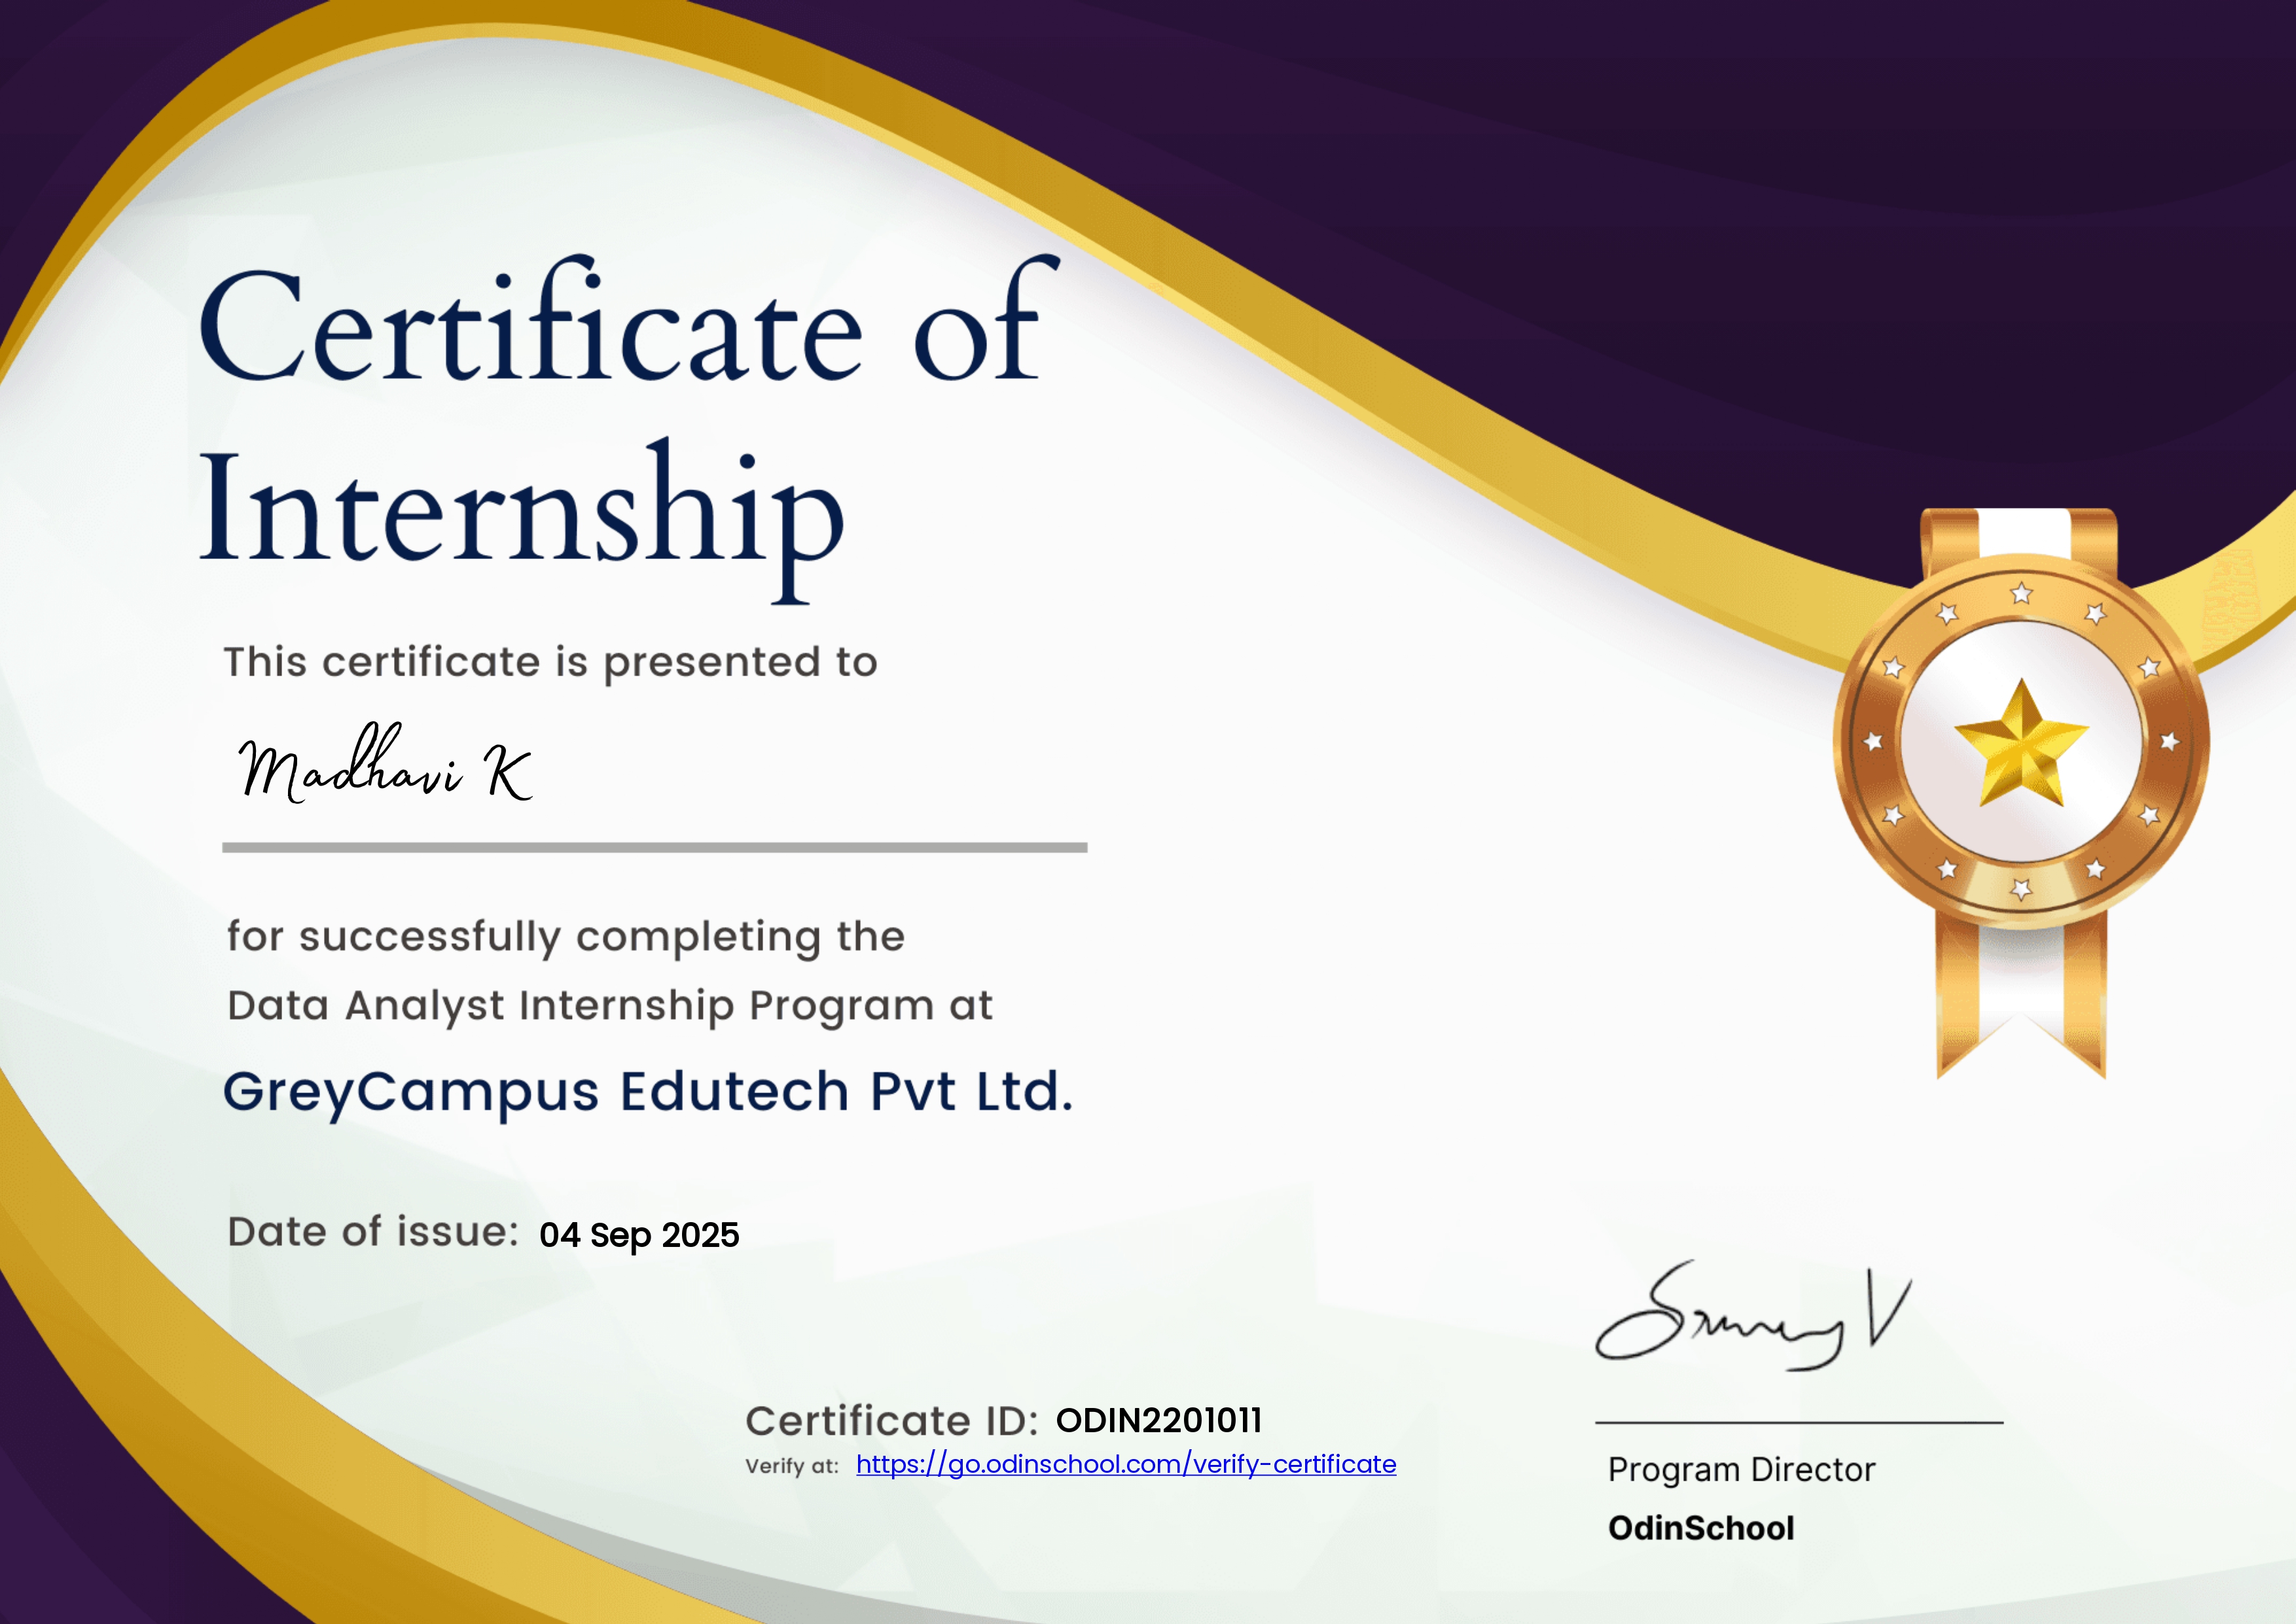 Certificate of
Internship
This certificate is presented to
Madhavi K
for successfully completing the
Data Analyst Internship Program at
GreyCampus Edutech Pvt Ltd.
Date of issue: 04 Sep 2025
Certificate ID: ODIN2201011
Verify at: https://go.odinschool.com/verify-certificate
Program Director
OdinSchool